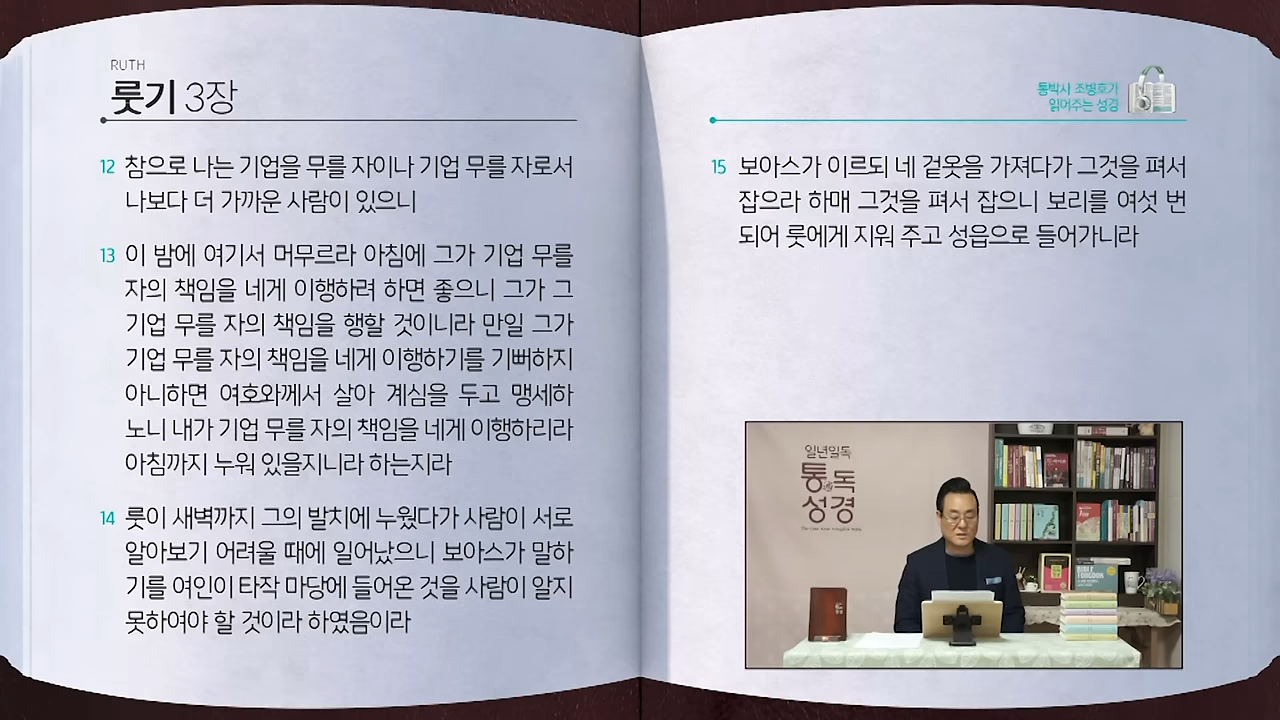 RUTH
룻기 3장
12 참으로 나는 기업을 무를 자이나 기업 무를 자로서
나보다 더 가까운 사람이 있으니
13 이 밤에 여기서 머무르라 아침에 그가 기업 무를
자의 책임을 네게 이행하려 하면 좋으니 그가 그
기업 무를 자의 책임을 행할 것이니라 만일 그가
기업 무를 자의 책임을 네게 이행하기를 기뻐하지
아니하면 여호와께서 살아 계심을 두고 맹세하
노니 내가 기업 무를 자의 책임을 네게 이행하리라
아침까지 누워 있을지니라 하는지라
14 룻이 새벽까지 그의 발치에 누웠다가 사람이 서로
알아보기 어려울 때에 일어났으니 보아스가 말하
기를 여인이 타작 마당에 들어온 것을 사람이 알지
못하여야 할 것이라 하였음이라
통박사 조병호가
읽어주는 성경
15 보아스가 이르되 네 겉옷을 가져다가 그것을 펴서
잡으라 하매 그것을 펴서 잡으니 보리를 여섯 번
되어 룻에게 지워 주고 성읍으로 들어가니라
일년일독
통독
성경